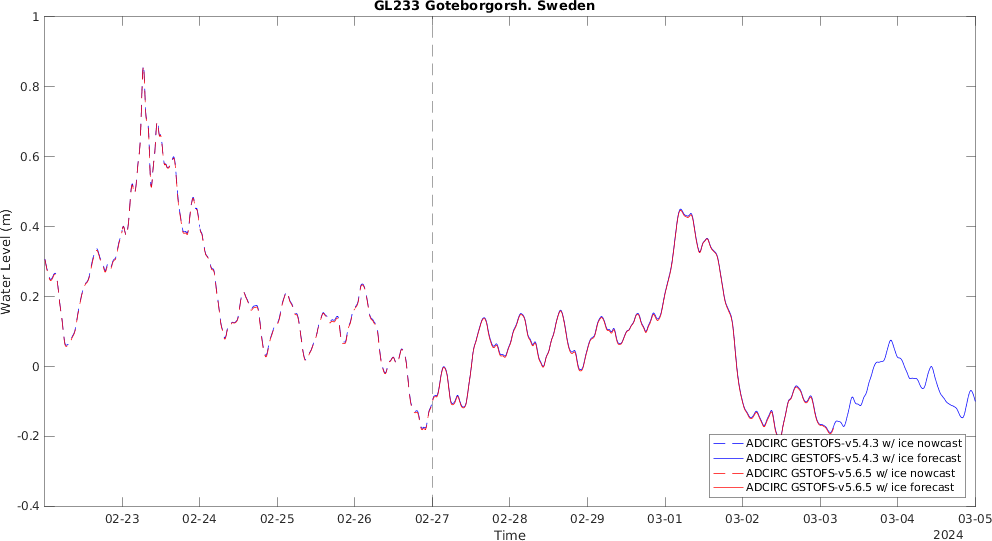 GL233 Goteborgorsh. Sweden
1
0.8
0.6
0.4
0.2
0
-0.2
-0.4
Water Level (m)
ADCIRC GESTOFS-v5.4.3 w/ ice nowcast
ADCIRC GESTOFS-v5.4.3 w/ ice forecast
ADCIRC GSTOFS-v5.6.5 w/ ice nowcast
ADCIRC GSTOFS-v5.6.5 w/ ice forecast
02-23 02-24 02-25 02-26 02-27 02-28 02-29 03-01 03-02 03-03 03-04 03-05
Time
2024